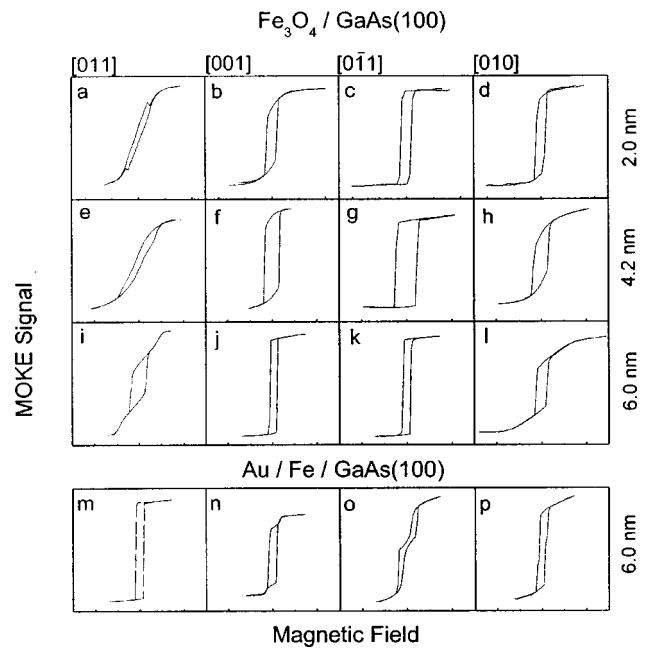 Fe3O4 / GaAs(100)
[011] [001] [01̄1] [010]
a b c d
2.0 nm
e f g h
4.2 nm
i j k l
6.0 nm
MOKE Signal
Au / Fe / GaAs(100)
m n o p
6.0 nm
Magnetic Field